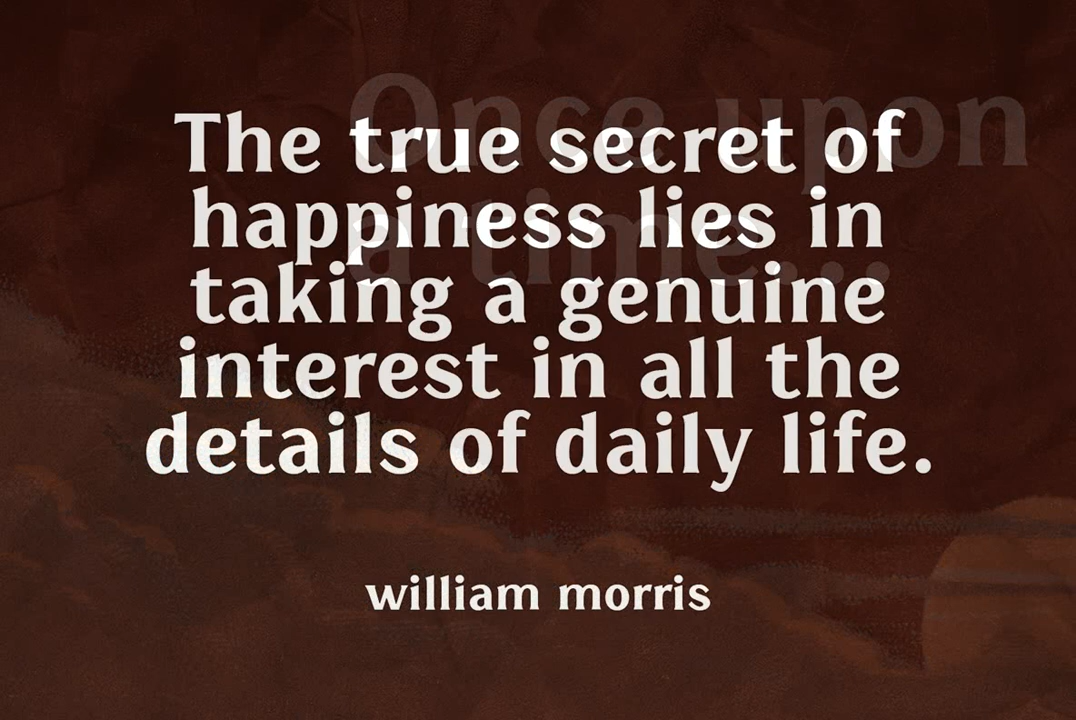 Once upon
a time...
The true secret of
happiness lies in
taking a genuine
interest in all the
details of daily life.
william morris